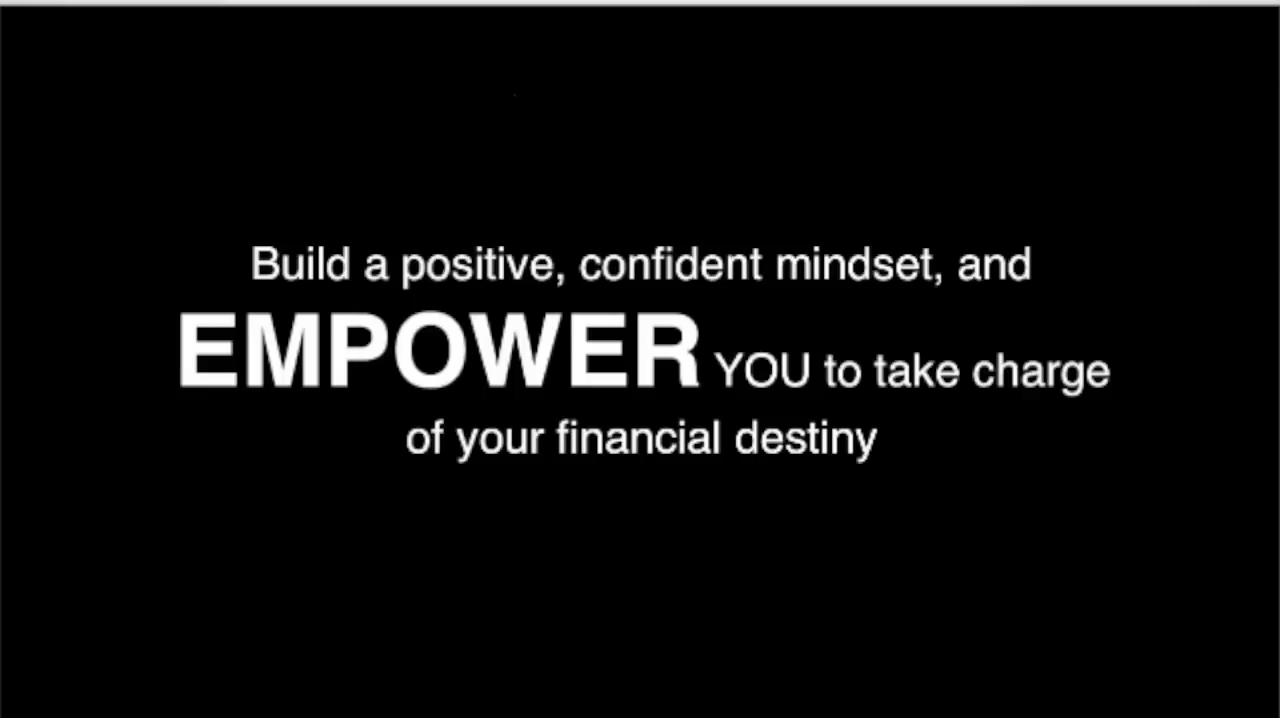 Build a positive, confident mindset, and
EMPOWER YOU to take charge
of your financial destiny